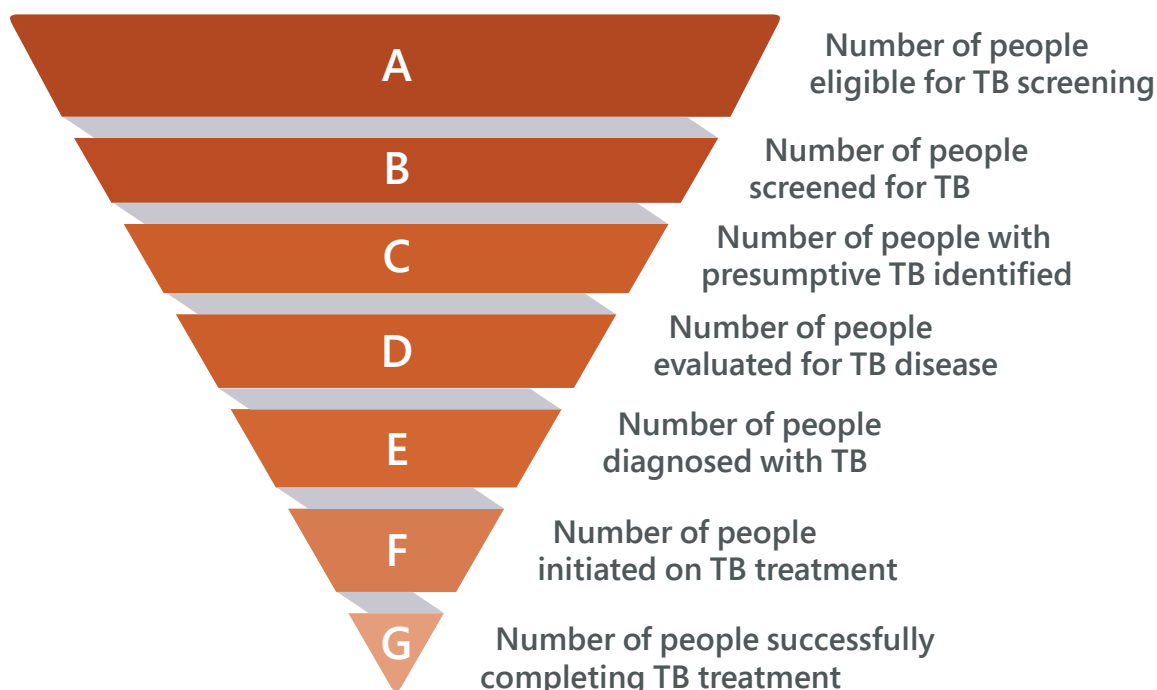 A
Number of people
eligible for TB screening
B
Number of people
screened for TB
C
Number of people with
presumptive TB identified
D
Number of people
evaluated for TB disease
E
Number of people
diagnosed with TB
F
Number of people
initiated on TB treatment
G
Number of people successfully
completing TB treatment